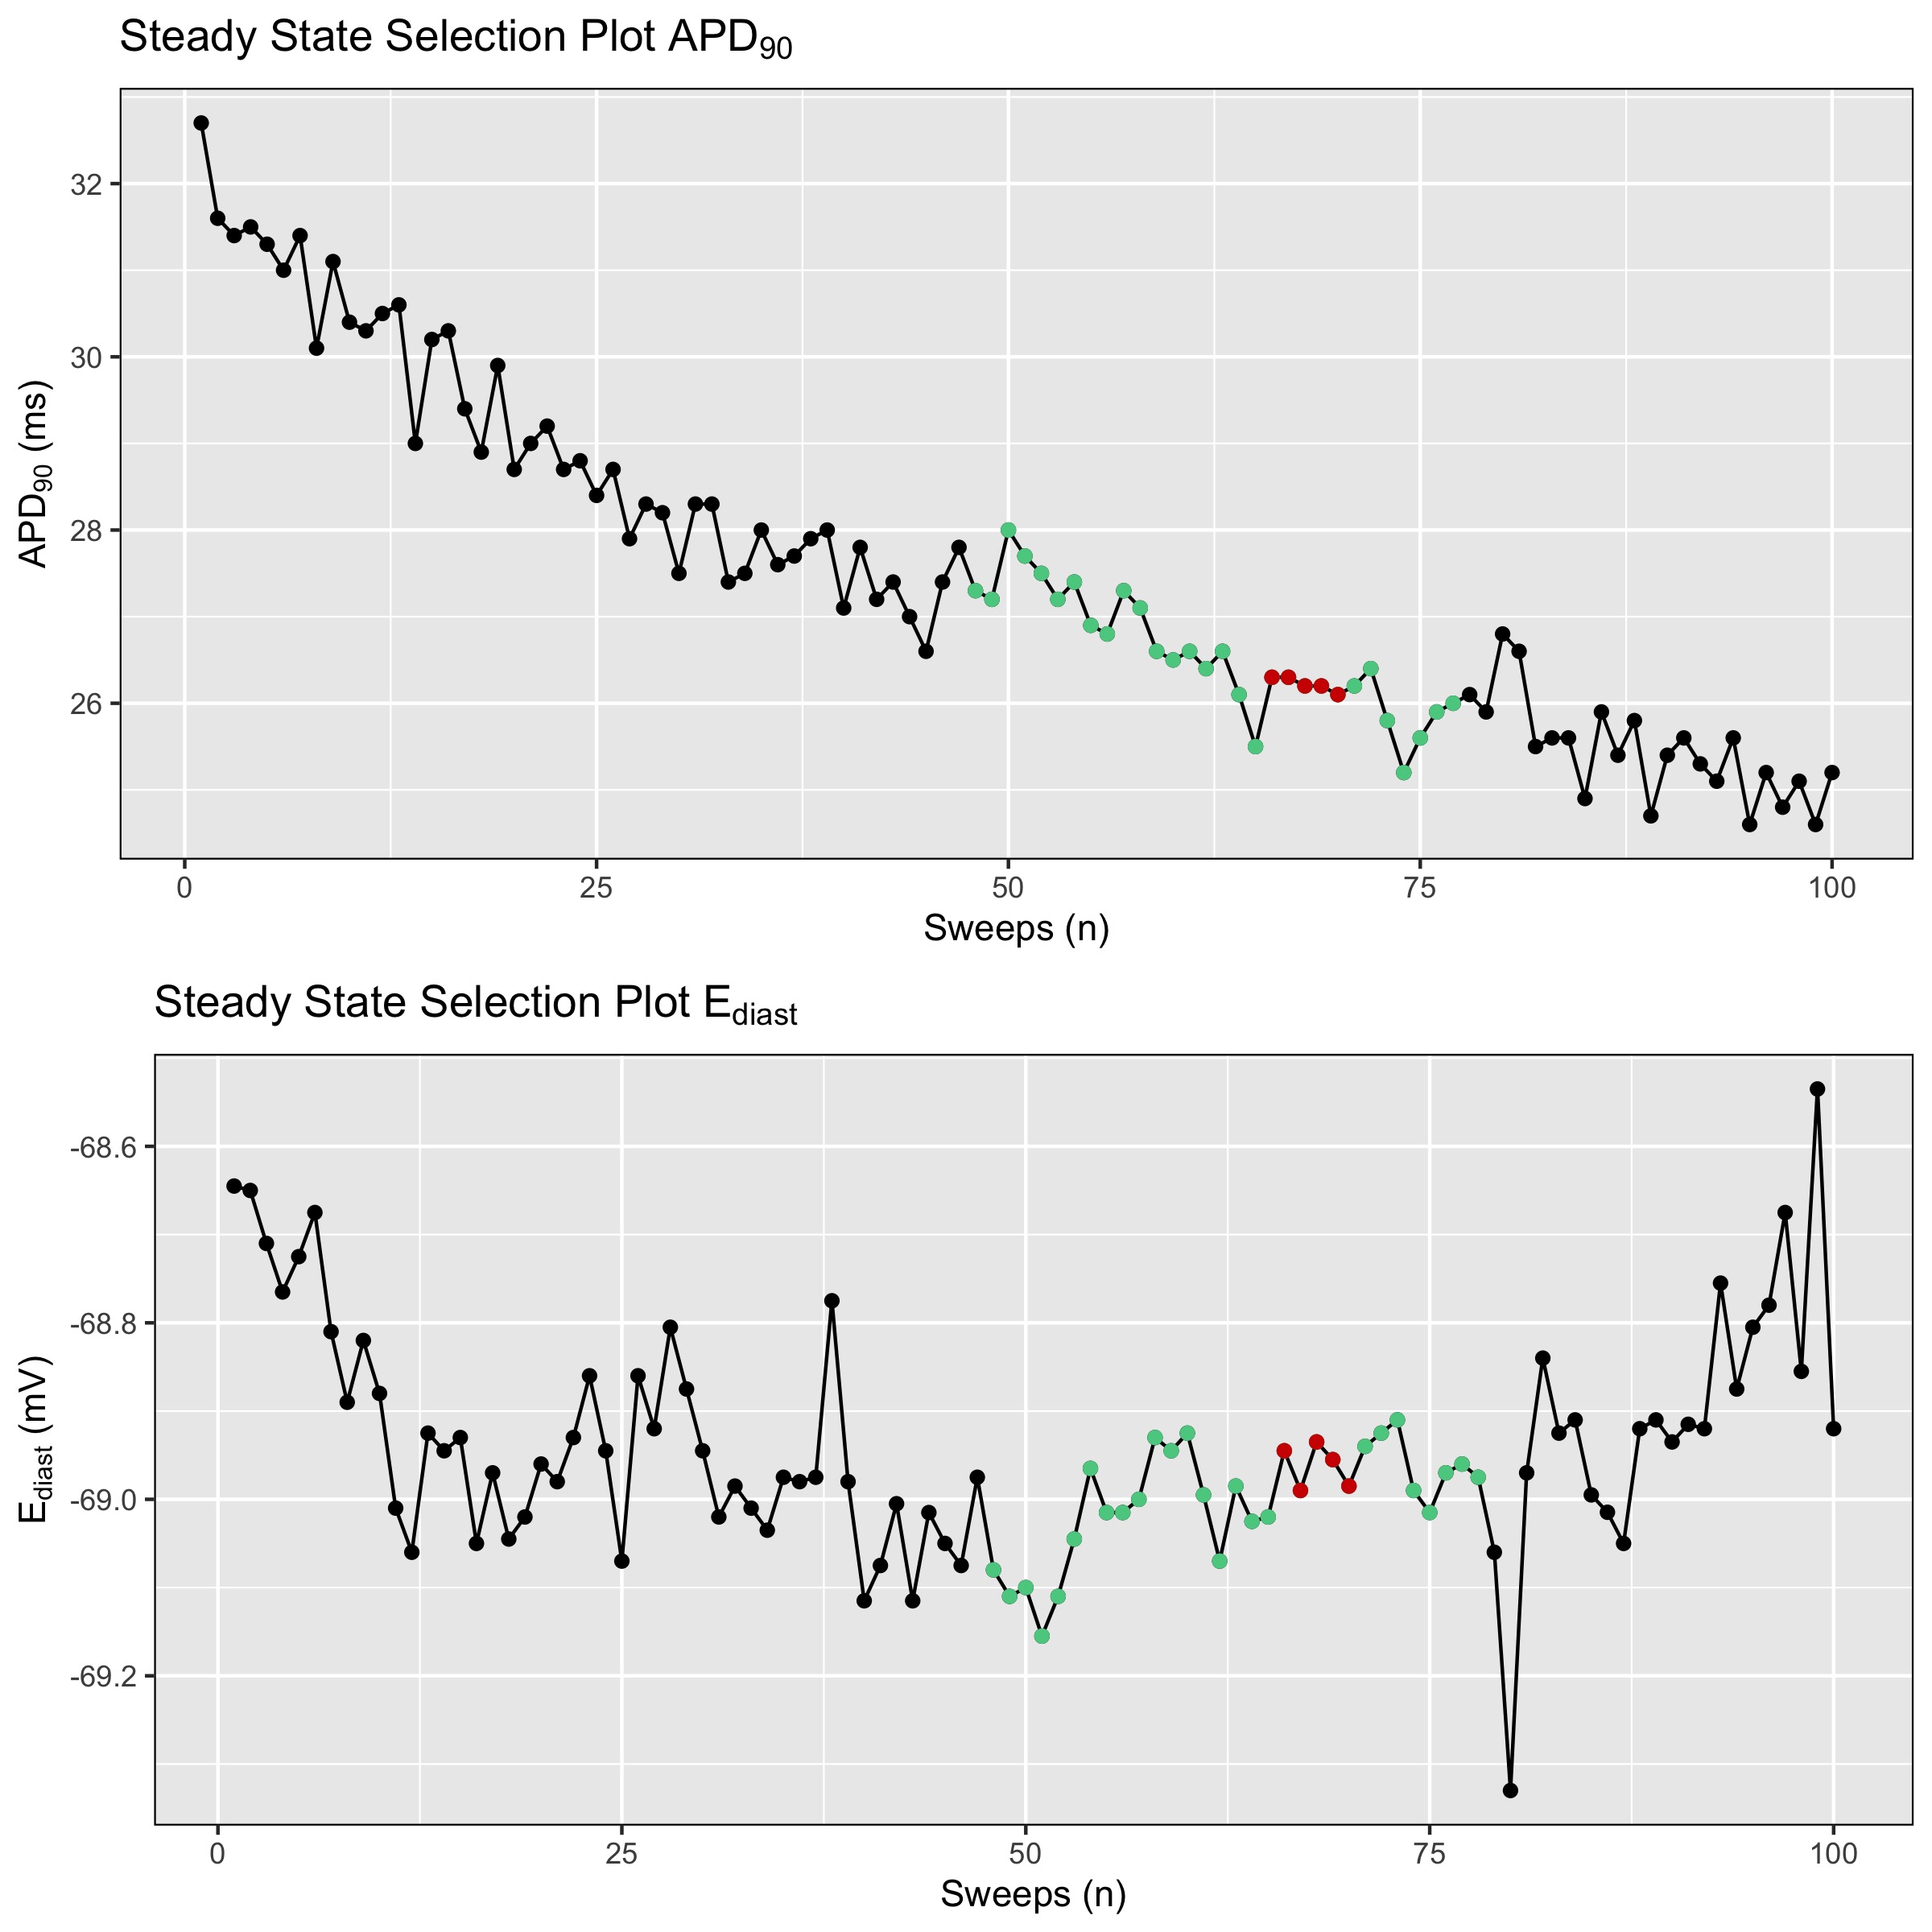 Steady State Selection Plot APD90
APD90 (ms)
32
30
28
26
0 25 50 75 100
Sweeps (n)
Steady State Selection Plot Ediast
Ediast (mV)
-68.6
-68.8
-69.0
-69.2
0 25 50 75 100
Sweeps (n)